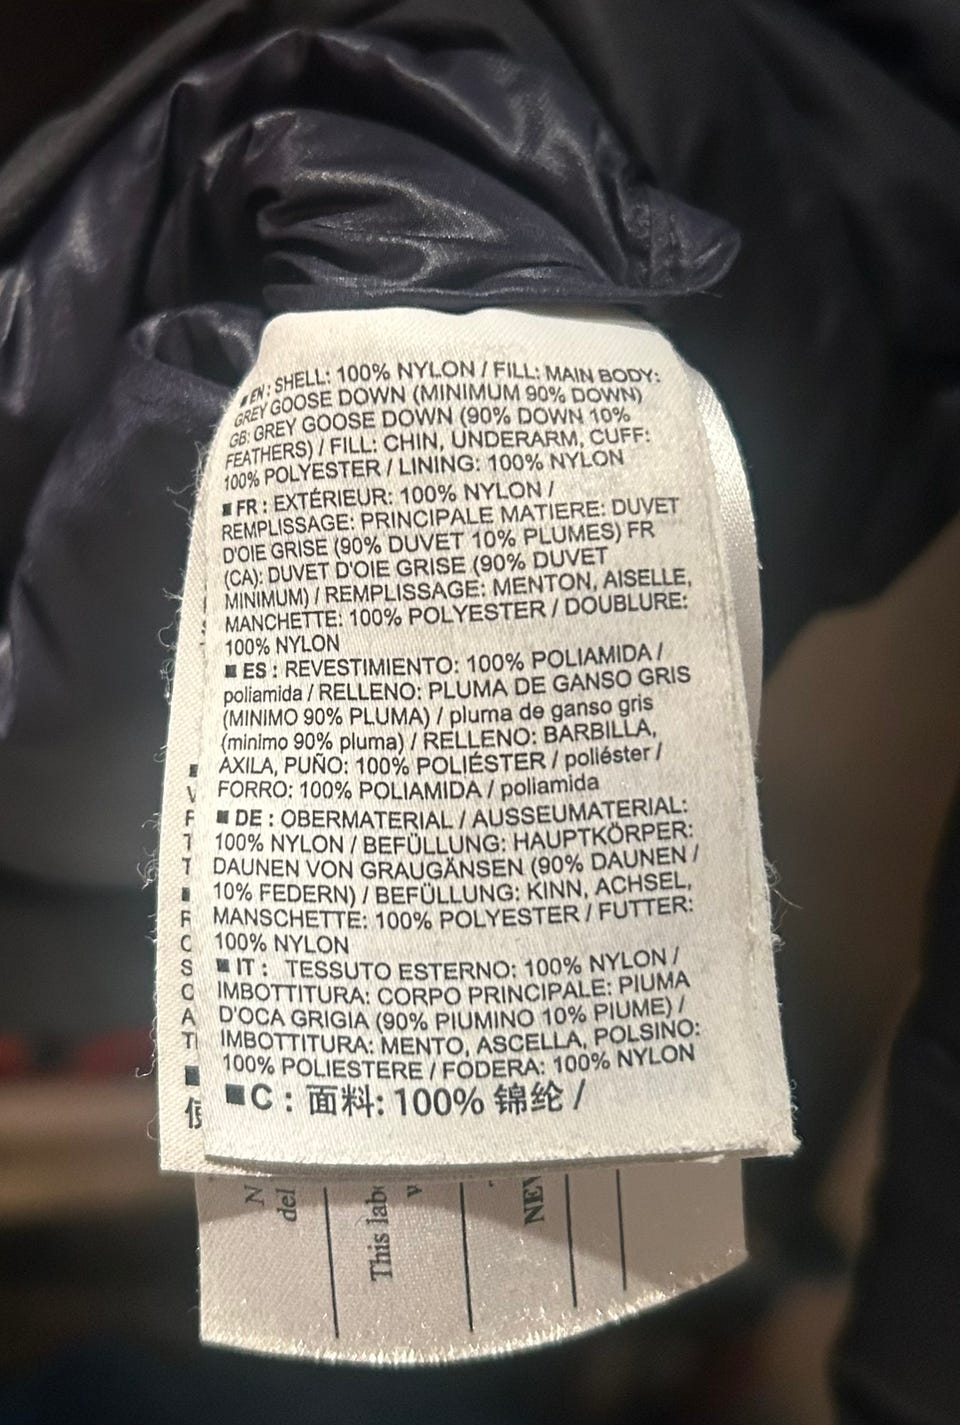 ■ EN : SHELL: 100% NYLON / FILL: MAIN BODY:
GREY GOOSE DOWN (MINIMUM 90% DOWN)
GB: GREY GOOSE DOWN (90% DOWN 10%
FEATHERS) / FILL: CHIN, UNDERARM, CUFF:
100% POLYESTER / LINING: 100% NYLON
■ FR : EXTÉRIEUR: 100% NYLON /
REMPLISSAGE: PRINCIPALE MATIERE: DUVET
D'OIE GRISE (90% DUVET 10% PLUMES) FR
(CA): DUVET D'OIE GRISE (90% DUVET
MINIMUM) / REMPLISSAGE: MENTON, AISELLE,
MANCHETTE: 100% POLYESTER / DOUBLURE:
100% NYLON
■ ES : REVESTIMIENTO: 100% POLIAMIDA /
poliamida / RELLENO: PLUMA DE GANSO GRIS
(MINIMO 90% PLUMA) / pluma de ganso gris
(minimo 90% pluma) / RELLENO: BARBILLA,
AXILA, PUÑO: 100% POLIÉSTER / poliéster /
FORRO: 100% POLIAMIDA / poliamida
■ DE : OBERMATERIAL / AUSSEUMATERIAL:
100% NYLON / BEFÜLLUNG: HAUPTKÖRPER:
DAUNEN VON GRAUGÄNSEN (90% DAUNEN /
10% FEDERN) / BEFÜLLUNG: KINN, ACHSEL,
MANSCHETTE: 100% POLYESTER / FUTTER:
100% NYLON
■ IT : TESSUTO ESTERNO: 100% NYLON /
IMBOTTITURA: CORPO PRINCIPALE: PIUMA
D'OCA GRIGIA (90% PIUMINO 10% PIUME) /
IMBOTTITURA: MENTO, ASCELLA, POLSINO:
100% POLIESTERE / FODERA: 100% NYLON
■ C : 面料: 100% 锦纶 /
del
This